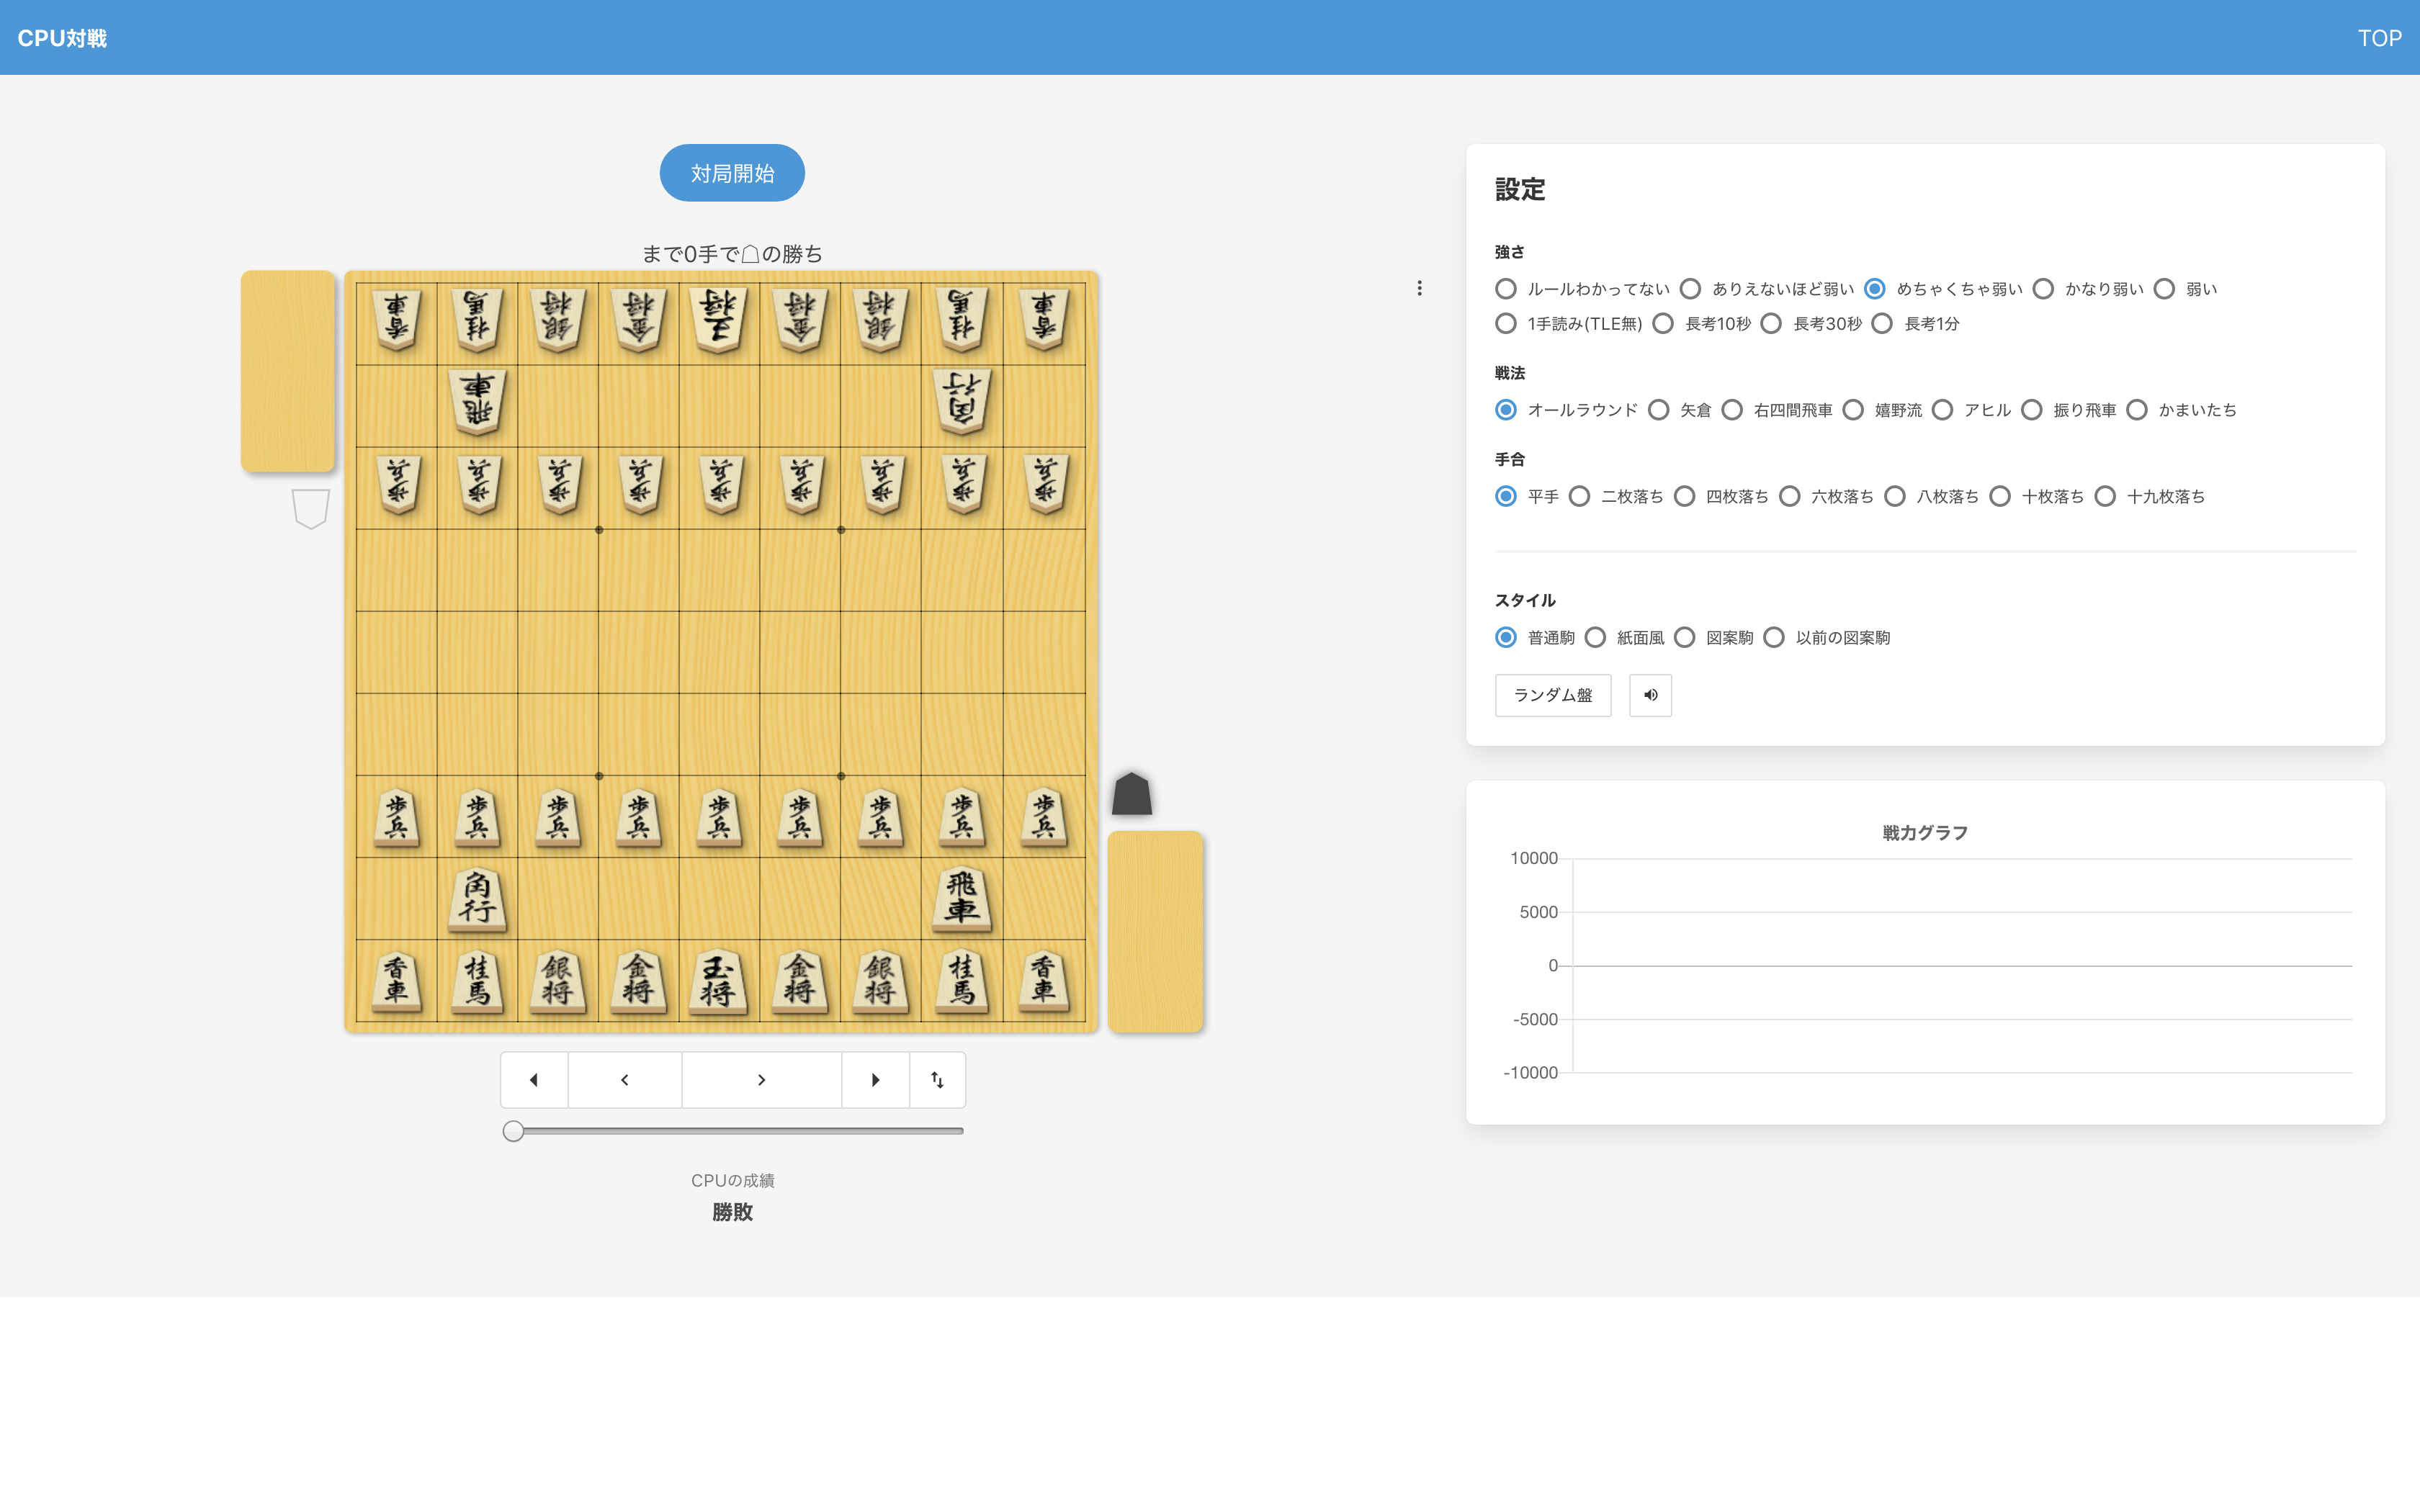 CPU対戦
TOP
対局開始
まで0手で☖の勝ち
香車 桂馬 銀将 金将 王将 金将 銀将 桂馬 香車
飛車 角行
歩兵 歩兵 歩兵 歩兵 歩兵 歩兵 歩兵 歩兵 歩兵
歩兵 歩兵 歩兵 歩兵 歩兵 歩兵 歩兵 歩兵 歩兵
角行 飛車
香車 桂馬 銀将 金将 玉将 金将 銀将 桂馬 香車
CPUの成績
勝敗
設定
強さ
ルールわかってない ありえないほど弱い めちゃくちゃ弱い かなり弱い 弱い
1手読み(TLE無) 長考10秒 長考30秒 長考1分
戦法
オールラウンド 矢倉 右四間飛車 嬉野流 アヒル 振り飛車 かまいたち
手合
平手 二枚落ち 四枚落ち 六枚落ち 八枚落ち 十枚落ち 十九枚落ち
スタイル
普通駒 紙面風 図案駒 以前の図案駒
ランダム盤
戦力グラフ
10000
5000
0
-5000
-10000